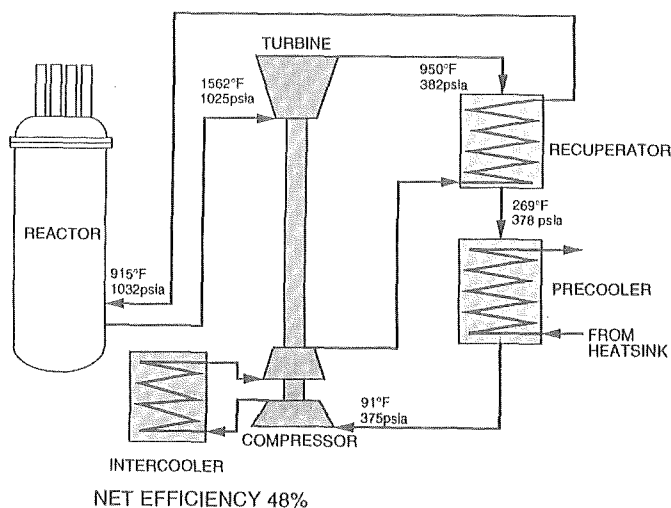 TURBINE
1562°F
1025psia
950°F
382psia
RECUPERATOR
REACTOR
269°F
378 psia
915°F
1032psia
PRECOOLER
FROM
HEATSINK
91°F
375psia
COMPRESSOR
INTERCOOLER
NET EFFICIENCY 48%